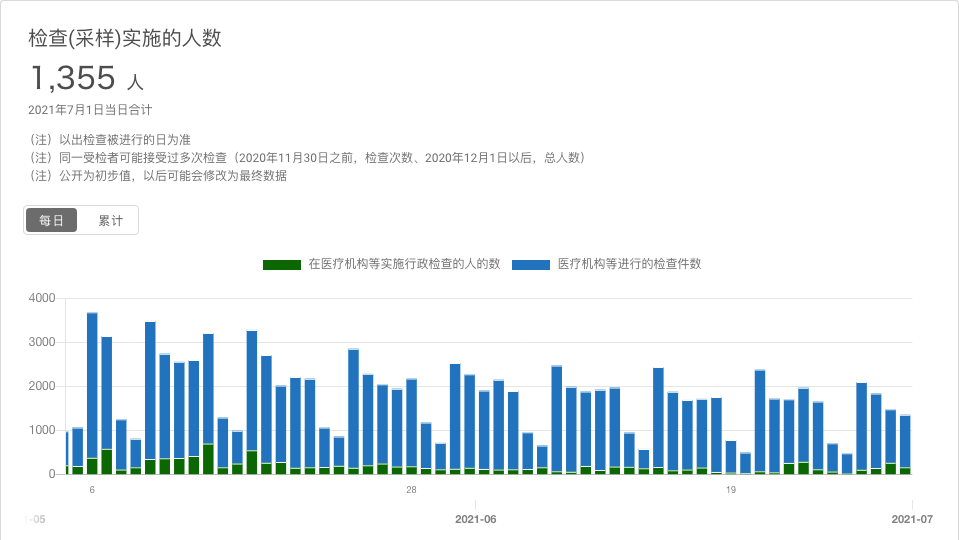 检查(采样)实施的人数
1,355 人
2021年7月1日当日合计
（注）以出检查被进行的日为准
（注）同一受检者可能接受过多次检查（2020年11月30日之前，检查次数、2020年12月1日以后，总人数）
（注）公开为初步值，以后可能会修改为最终数据
每日 累计
在医疗机构等实施行政检查的人的数 医疗机构等进行的检查件数
4000
3000
2000
1000
0
6 28 19
-05 2021-06 2021-07